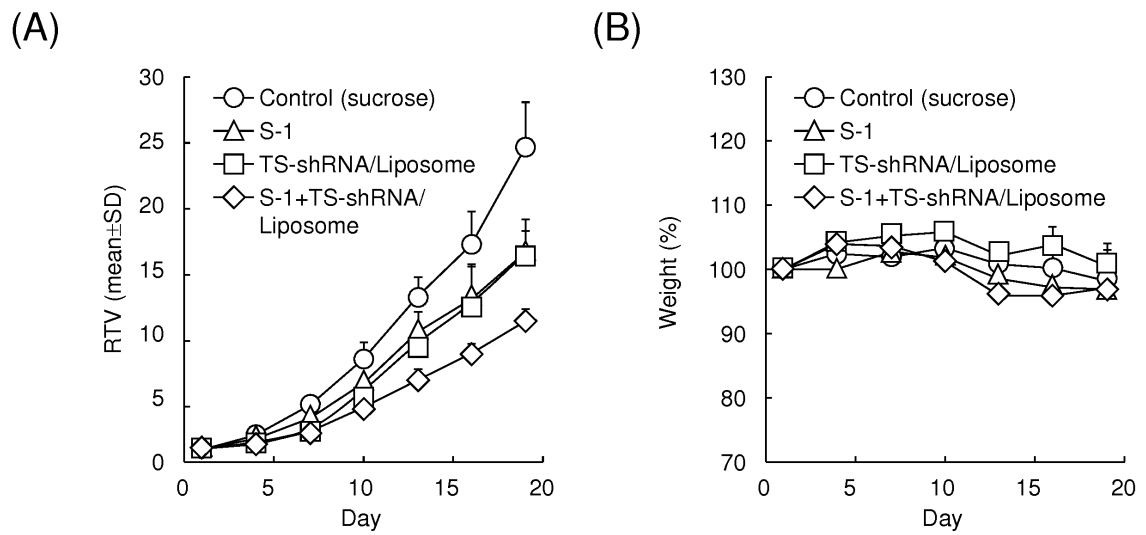 (A)
RTV (mean±SD)
30
25
20
15
10
5
0
Control (sucrose)
S-1
TS-shRNA/Liposome
S-1+TS-shRNA/
Liposome
0 5 10 15 20
Day
(B)
Weight (%)
130
120
110
100
90
80
70
Control (sucrose)
S-1
TS-shRNA/Liposome
S-1+TS-shRNA/Liposome
0 5 10 15 20
Day